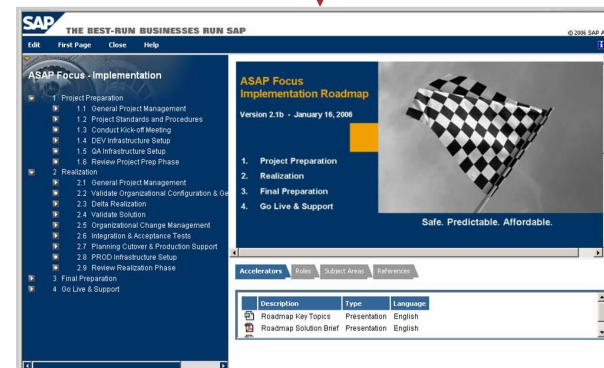 SAP THE BEST-RUN BUSINESSES RUN SAP
© 2006 SAP A
Edit First Page Close Help
ASAP Focus - Implementation
1 Project Preparation
1.1 General Project Management
1.2 Project Standards and Procedures
1.3 Conduct Kick-off Meeting
1.4 DEV Infrastructure Setup
1.5 QA Infrastructure Setup
1.6 Review Project Prep Phase
2 Realization
2.1 General Project Management
2.2 Validate Organizational Configuration & Ge
2.3 Delta Realization
2.4 Validate Solution
2.5 Organizational Change Management
2.6 Integration & Acceptance Tests
2.7 Planning Cutover & Production Support
2.8 PROD Infrastructure Setup
2.9 Review Realization Phase
3 Final Preparation
4 Go Live & Support
ASAP Focus
Implementation Roadmap
Version 2.1b - January 16, 2006
1. Project Preparation
2. Realization
3. Final Preparation
4. Go Live & Support
Safe. Predictable. Affordable.
Accelerators Roles Subject Areas References
Description Type Language
Roadmap Key Topics Presentation English
Roadmap Solution Brief Presentation English